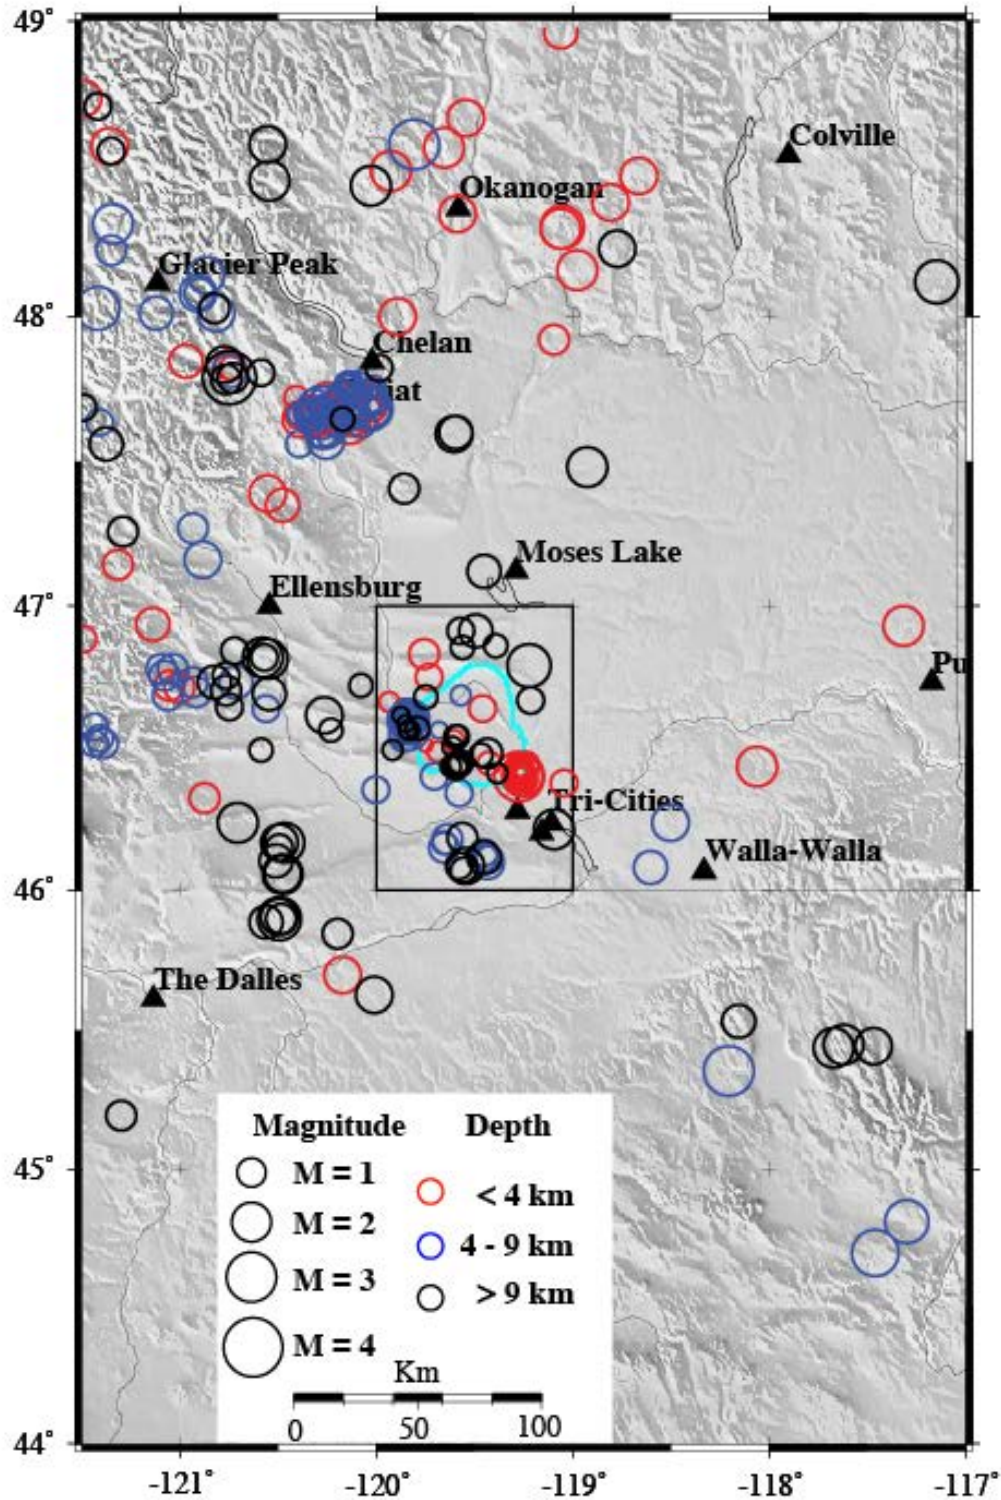 49°
Colville
Okanogan
Glacier Peak
48°
Chelan
iat
Moses Lake
Ellensburg
47°
Pu
Tri-Cities
Walla-Walla
46°
The Dalles
Magnitude Depth
M = 1
< 4 km
M = 2
4 - 9 km
M = 3
> 9 km
M = 4
45°
Km
0 50 100
44°
-121° -120° -119° -118° -117°